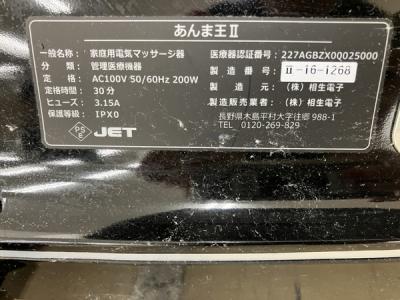 あんま王Ⅱ
一般名称：家庭用電気マッサージ器
分類：管理医療機器
定格：AC100V 50/60Hz 200W
定格時間：30分
ヒューズ：3.15A
保護等級：IPX0
PSE JET
医療器認証番号：227AGBZX00025000
製造番号：Ⅱ-16-1268
製造元：(株) 相生電子
製造販売業者：(株) 相生電子
長野県木島平村大字往郷 988-1
TEL 0120-269-829